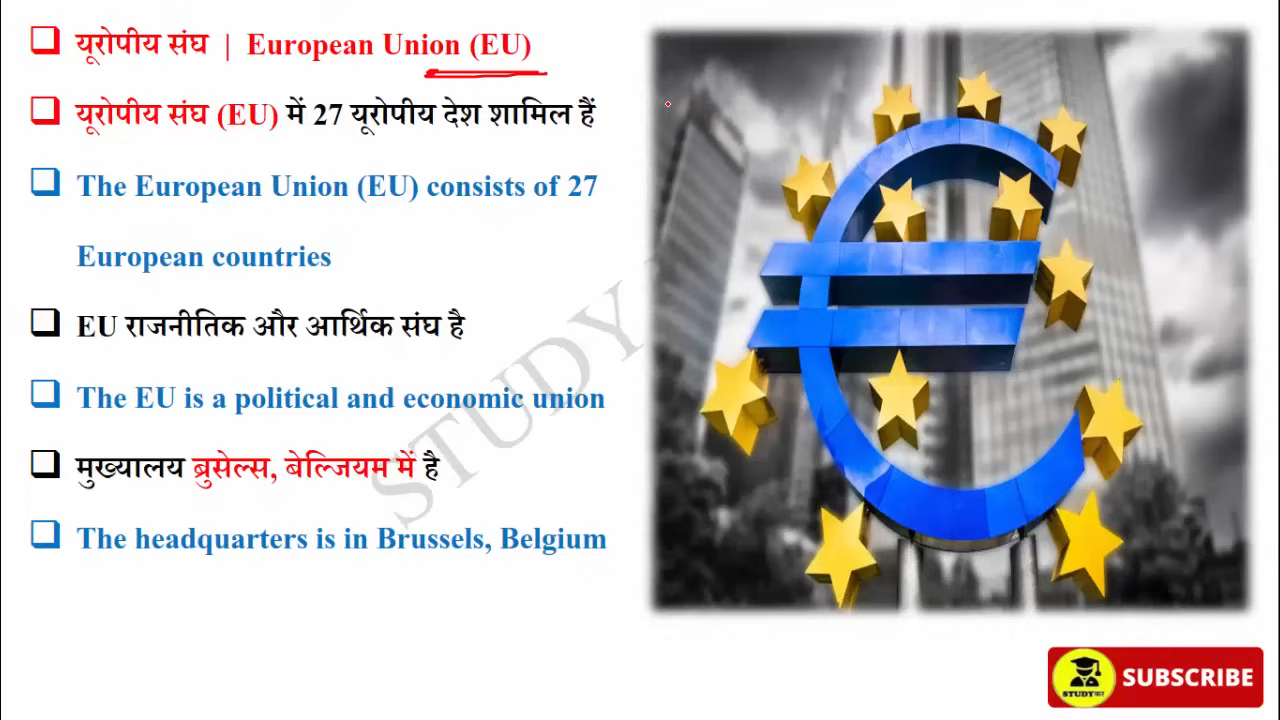 यूरोपीय संघ | European Union (EU)
यूरोपीय संघ (EU) में 27 यूरोपीय देश शामिल हैं
The European Union (EU) consists of 27
European countries
EU राजनीतिक और आर्थिक संघ है
The EU is a political and economic union
मुख्यालय ब्रुसेल्स, बेल्जियम में है
The headquarters is in Brussels, Belgium
STUDY
SUBSCRIBE